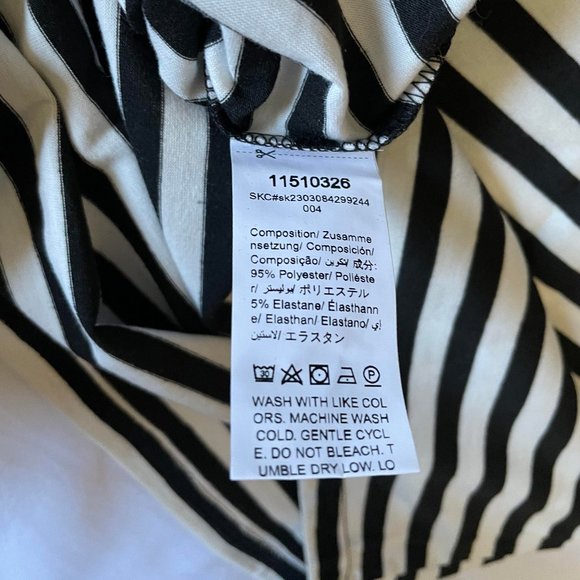 11510326
SKC#sk2303084299244
004
Composition/ Zusamme
nsetzung/ Composición/
Composição/ تكوين/ 成分:
95% Polyester/ Poliéste
r/ بوليستر/ ポリエステル
5% Elastane/ Élasthann
e/ Elasthan/ Elastano/ إي
لاستين/ エラスタン
WASH WITH LIKE COL
ORS. MACHINE WASH
COLD. GENTLE CYCL
E. DO NOT BLEACH. T
UMBLE DRY LOW. LO